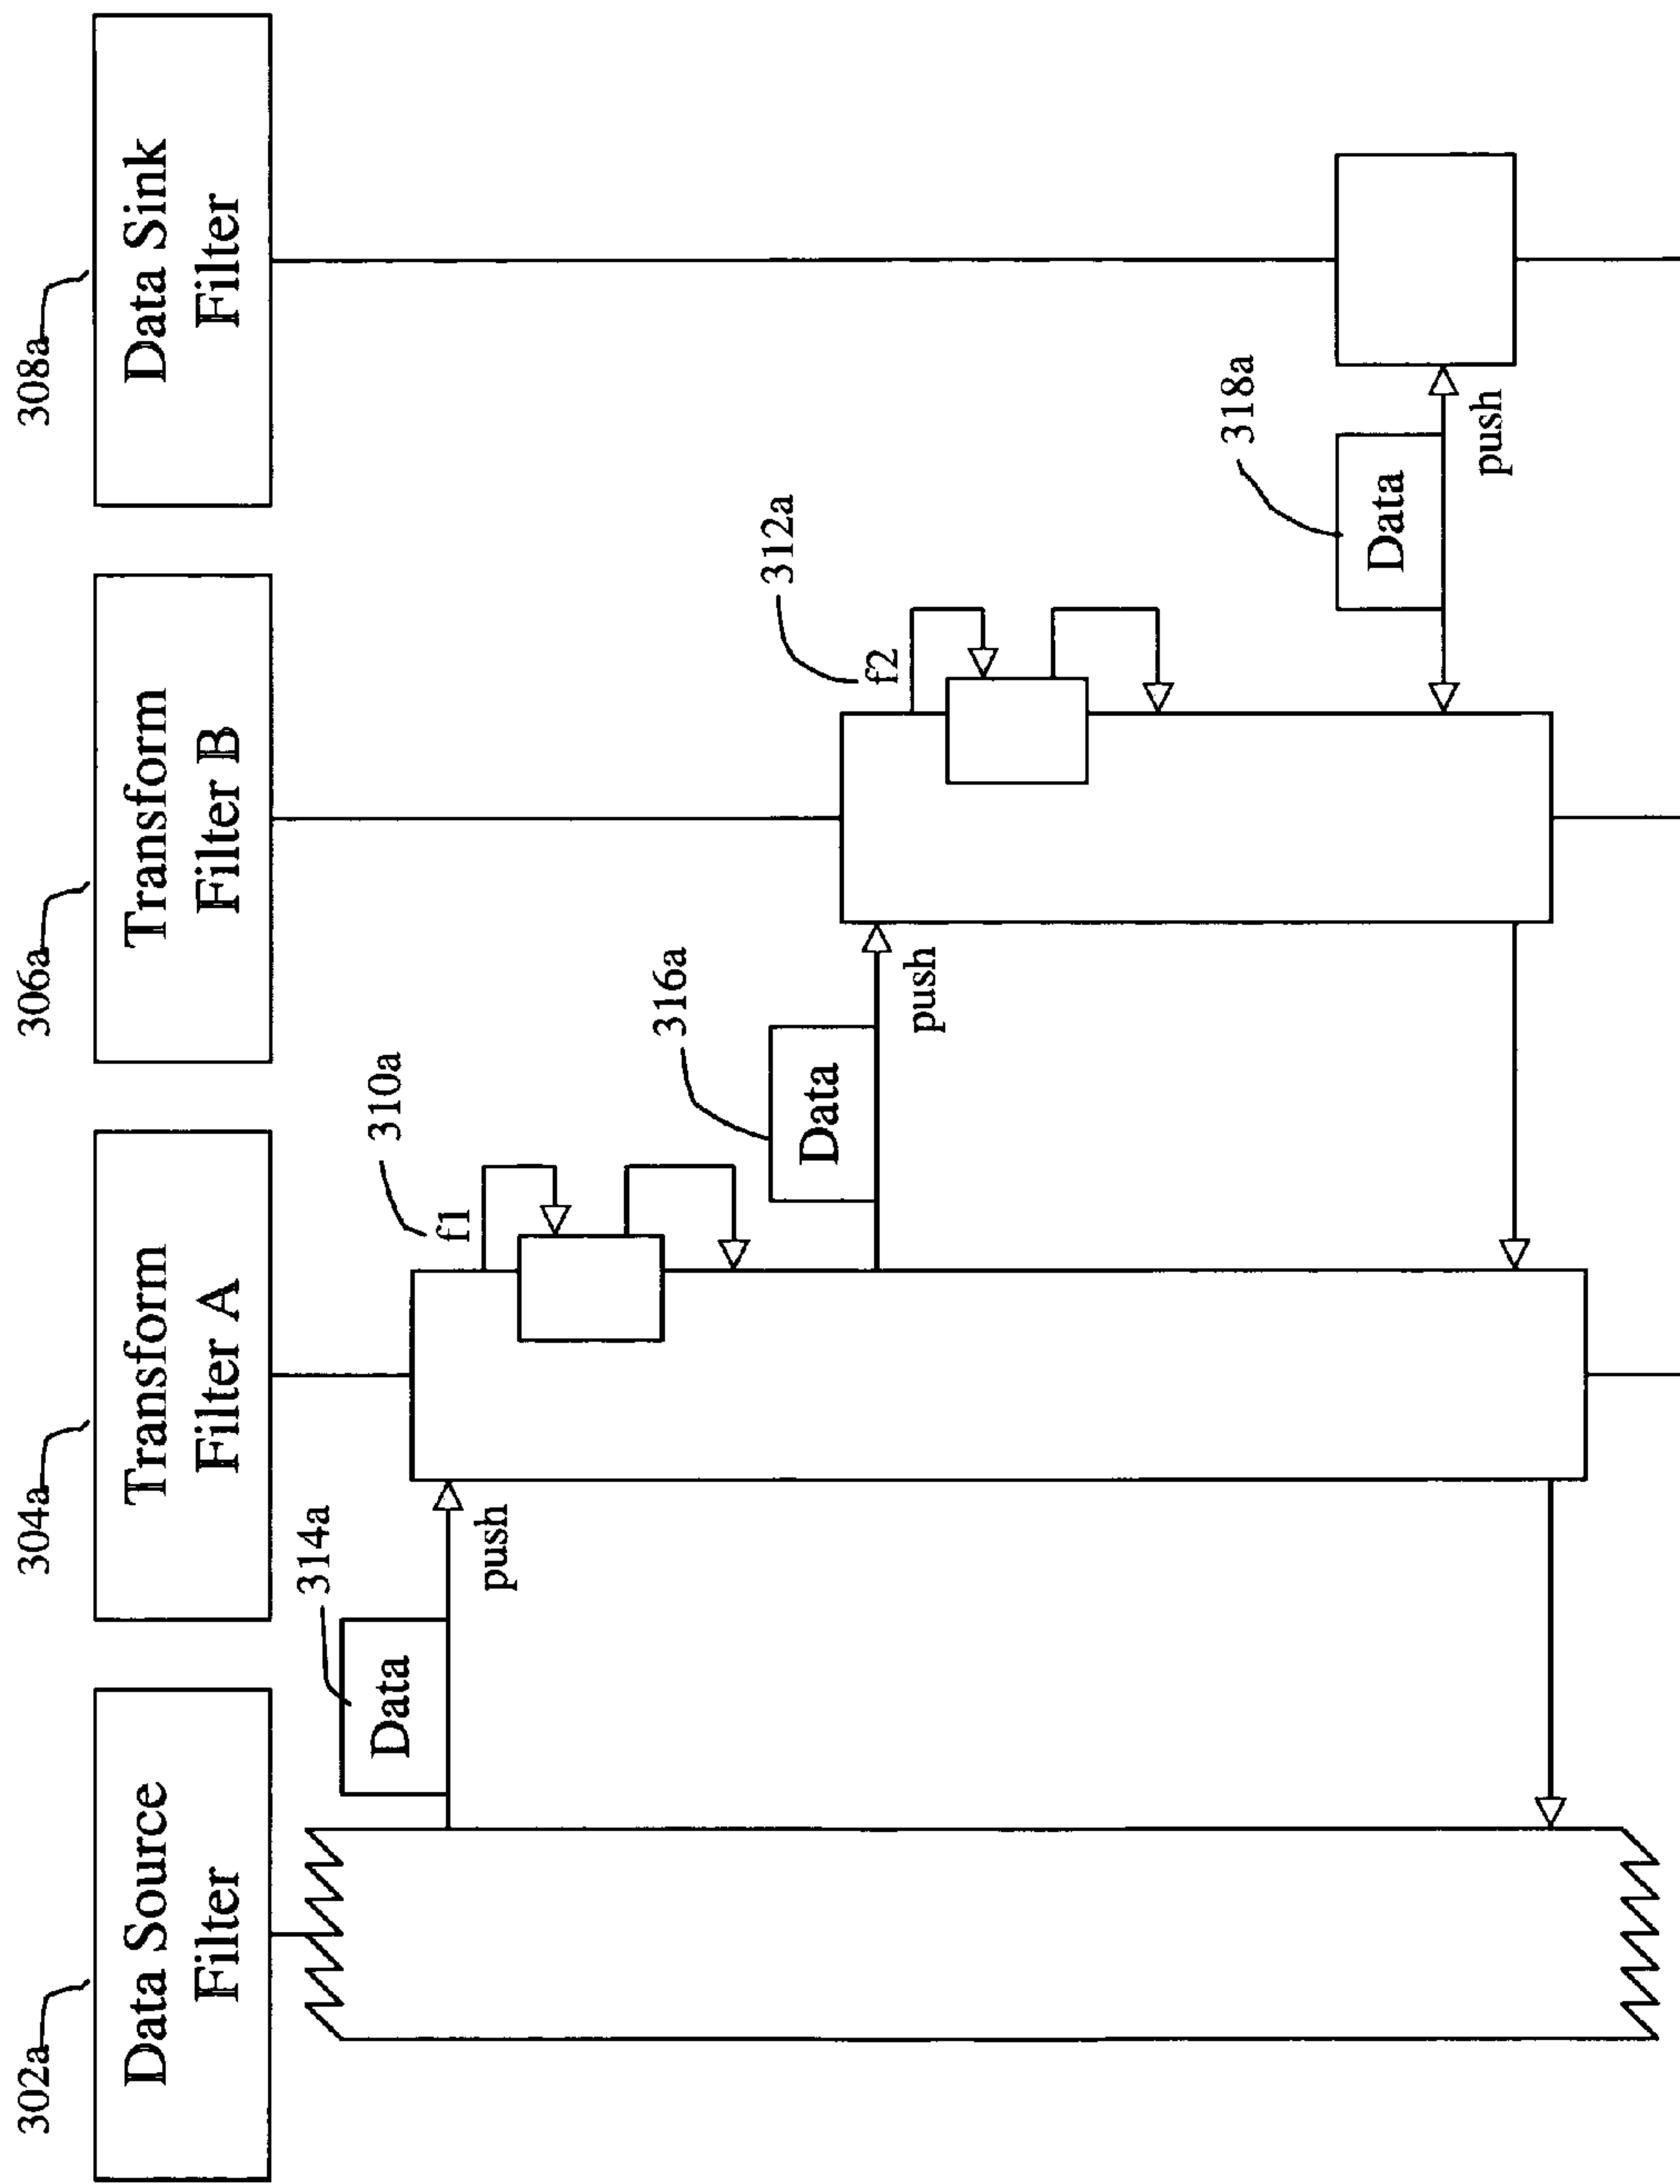 302a
304a
306a
308a
Data Source
Filter
Transform
Filter A
Transform
Filter B
Data Sink
Filter
314a
Data
push
310a
f1
316a
Data
push
312a
f2
318a
Data
push